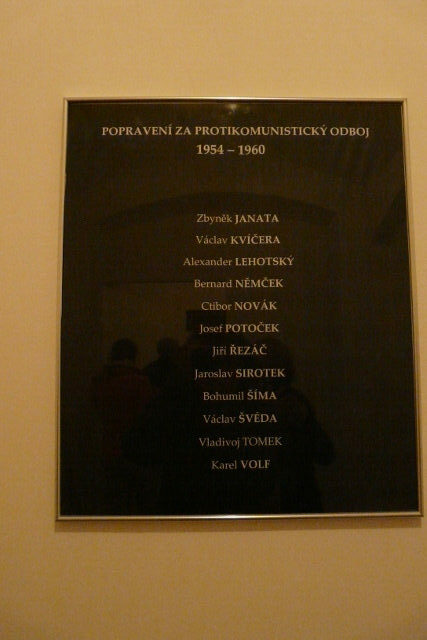 POPRAVENÍ ZA PROTIKOMUNISTICKÝ ODBOJ
1954 – 1960
Zbyněk JANATA
Václav KVÍČERA
Alexander LEHOTSKÝ
Bernard NĚMČEK
Ctibor NOVÁK
Josef POTOČEK
Jiří ŘEZÁČ
Jaroslav SIROTEK
Bohumil ŠÍMA
Václav ŠVÉDA
Vladivoj TOMEK
Karel VOLF